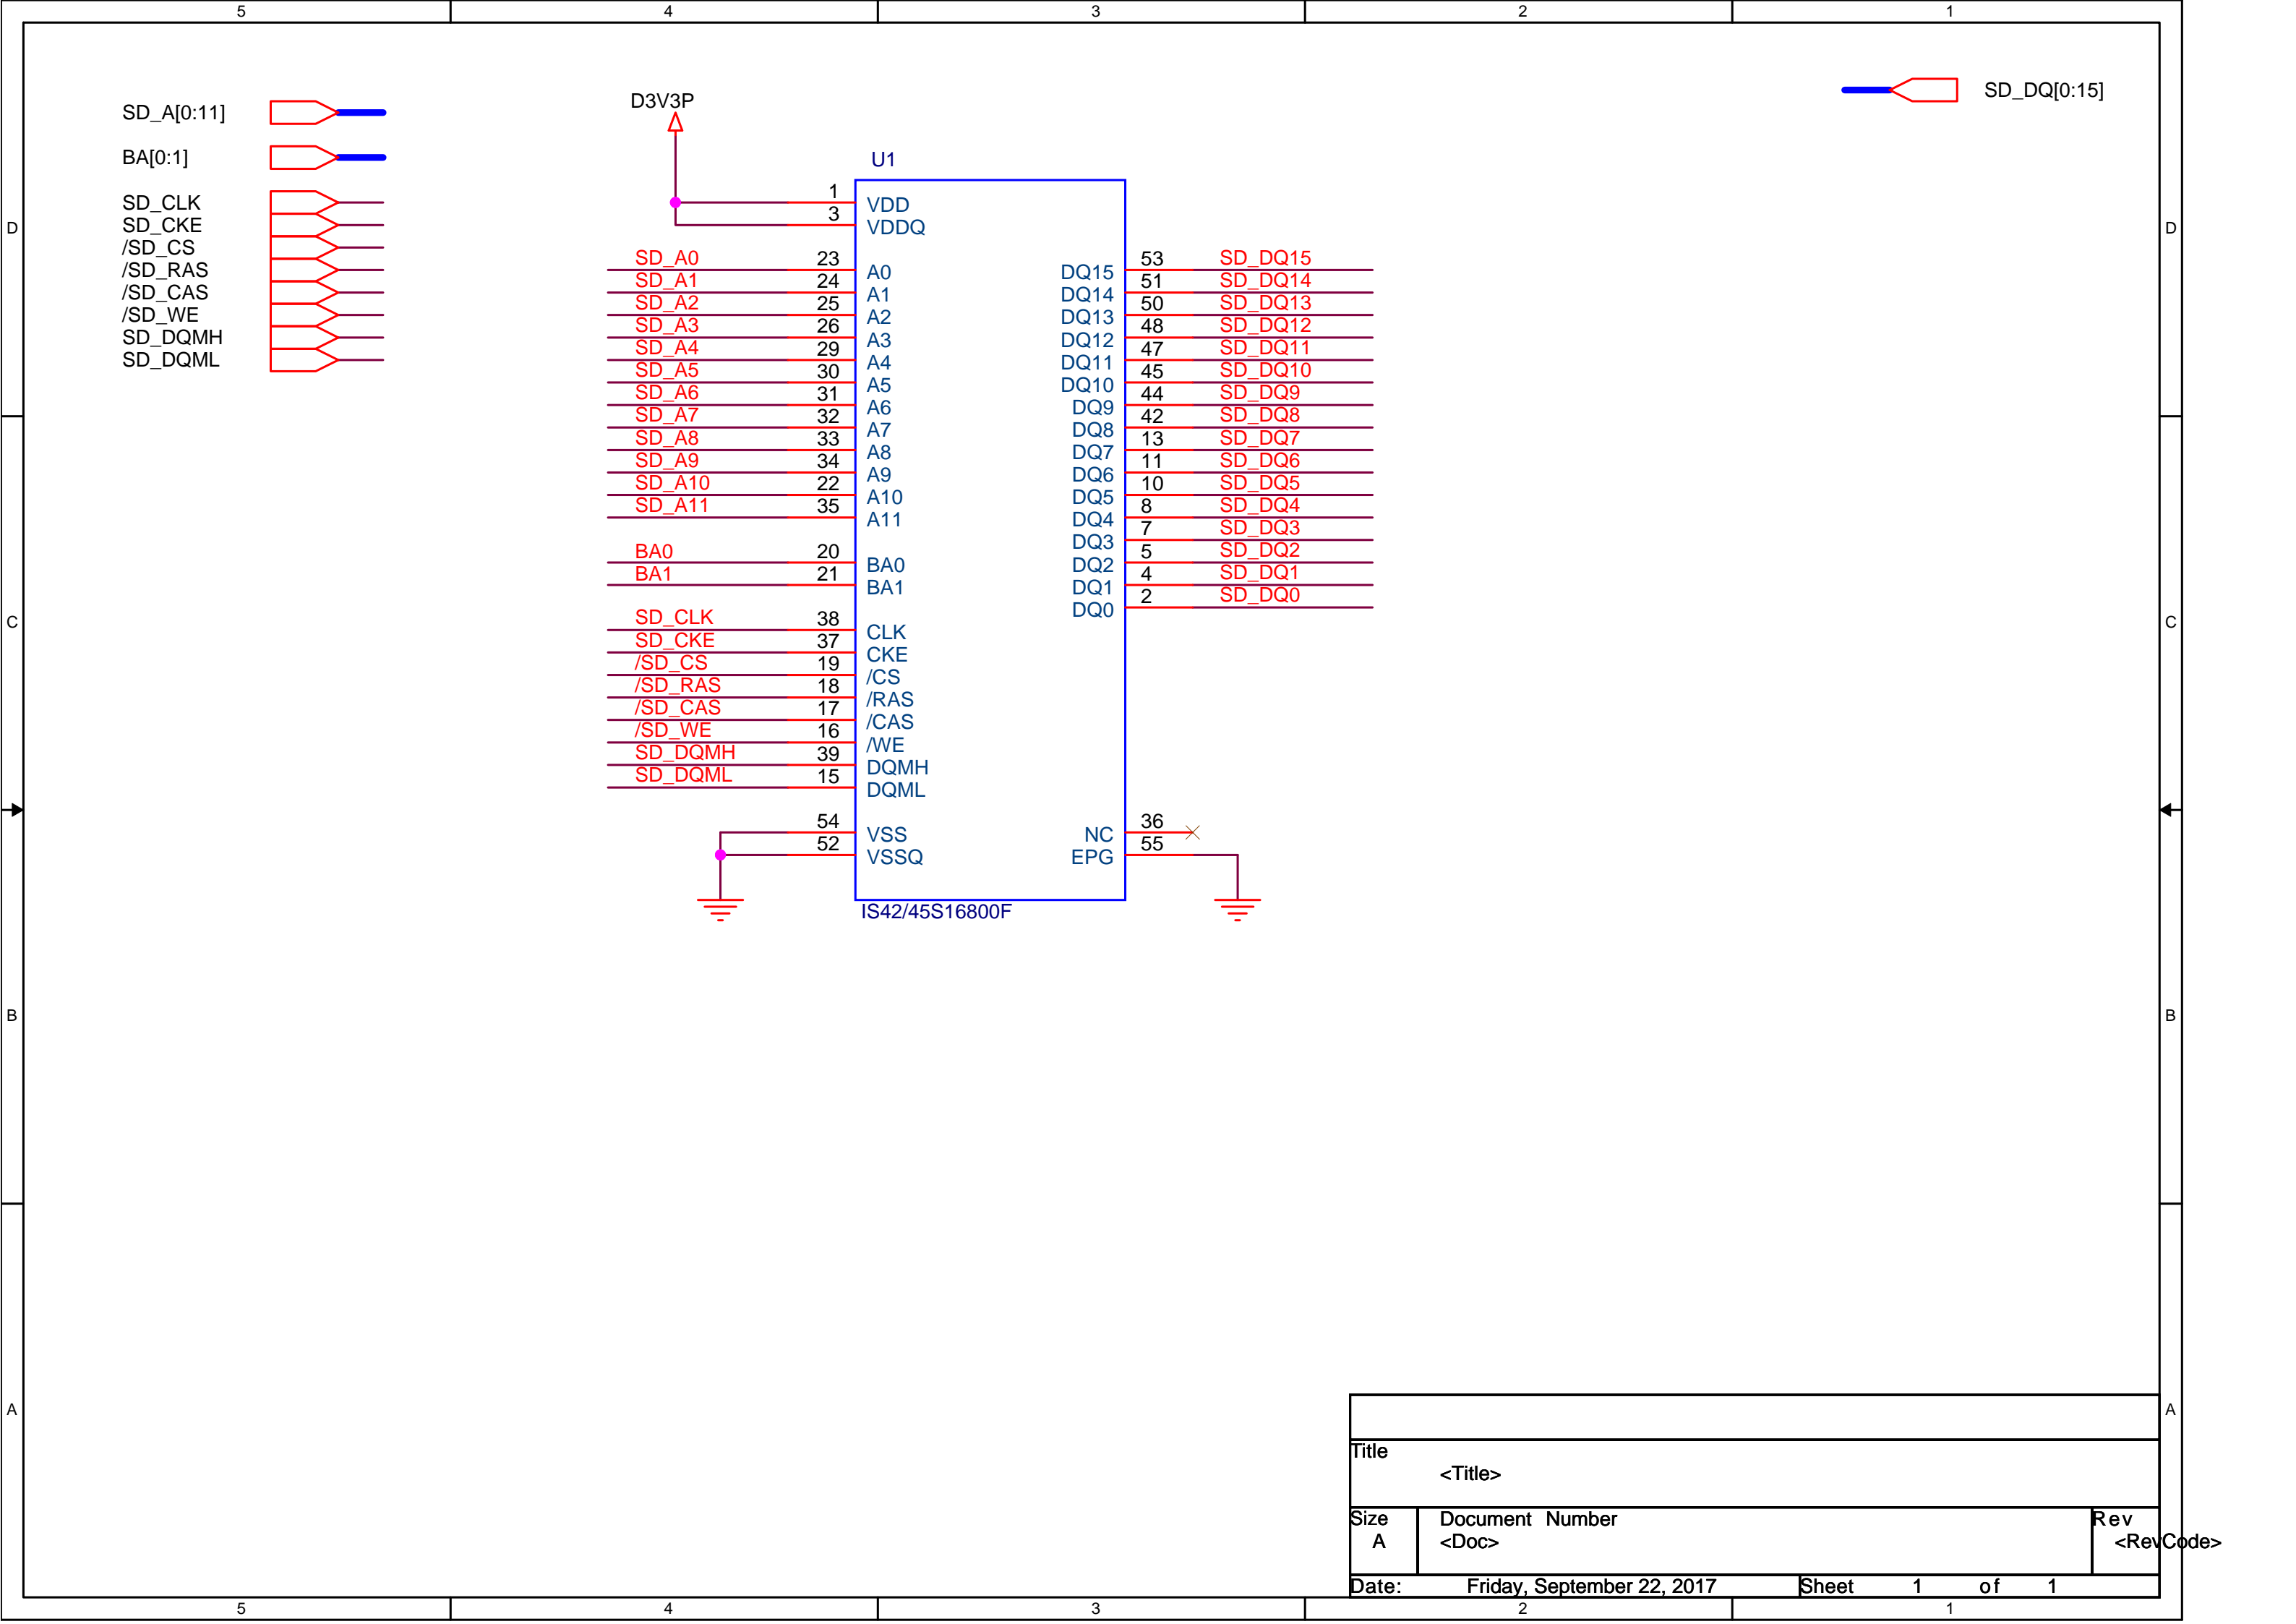 5 4 3 2 1
SD_A[0:11]
BA[0:1]
SD_CLK
SD_CKE
/SD_CS
/SD_RAS
/SD_CAS
/SD_WE
SD_DQMH
SD_DQML
D3V3P
SD_DQ[0:15]
U1
1 VDD
3 VDDQ
SD_A0 23 A0
SD_A1 24 A1
SD_A2 25 A2
SD_A3 26 A3
SD_A4 29 A4
SD_A5 30 A5
SD_A6 31 A6
SD_A7 32 A7
SD_A8 33 A8
SD_A9 34 A9
SD_A10 22 A10
SD_A11 35 A11
BA0 20 BA0
BA1 21 BA1
SD_CLK 38 CLK
SD_CKE 37 CKE
/SD_CS 19 /CS
/SD_RAS 18 /RAS
/SD_CAS 17 /CAS
/SD_WE 16 /WE
SD_DQMH 39 DQMH
SD_DQML 15 DQML
54 VSS
52 VSSQ
DQ15 53 SD_DQ15
DQ14 51 SD_DQ14
DQ13 50 SD_DQ13
DQ12 48 SD_DQ12
DQ11 47 SD_DQ11
DQ10 45 SD_DQ10
DQ9 44 SD_DQ9
DQ8 42 SD_DQ8
DQ7 13 SD_DQ7
DQ6 11 SD_DQ6
DQ5 10 SD_DQ5
DQ4 8 SD_DQ4
DQ3 7 SD_DQ3
DQ2 5 SD_DQ2
DQ1 4 SD_DQ1
DQ0 2 SD_DQ0
NC 36
EPG 55
IS42/45S16800F
D D
C C
B B
A A
Title
<Title>
Size Document Number Rev
A <Doc> <RevCode>
Date: Friday, September 22, 2017 Sheet 1 of 1
5 4 3 2 1